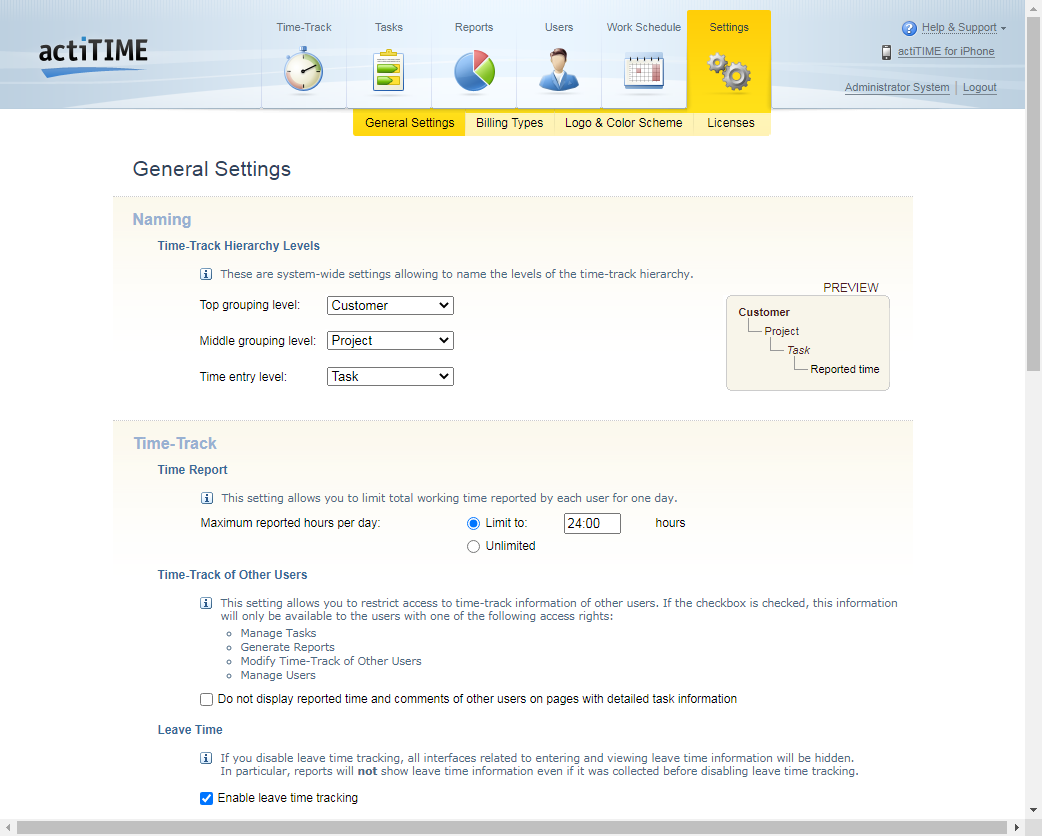 actiTIME
Time-Track
Tasks
Reports
Users
Work Schedule
Settings
Help & Support
actiTIME for iPhone
Administrator System
Logout
General Settings
Billing Types
Logo & Color Scheme
Licenses
General Settings
Naming
Time-Track Hierarchy Levels
These are system-wide settings allowing to name the levels of the time-track hierarchy.
Top grouping level: Customer
Middle grouping level: Project
Time entry level: Task
PREVIEW
Customer
Project
Task
Reported time
Time-Track
Time Report
This setting allows you to limit total working time reported by each user for one day.
Maximum reported hours per day: Limit to: 24:00 hours
Unlimited
Time-Track of Other Users
This setting allows you to restrict access to time-track information of other users. If the checkbox is checked, this information
will only be available to the users with one of the following access rights:
Manage Tasks
Generate Reports
Modify Time-Track of Other Users
Manage Users
Do not display reported time and comments of other users on pages with detailed task information
Leave Time
If you disable leave time tracking, all interfaces related to entering and viewing leave time information will be hidden.
In particular, reports will not show leave time information even if it was collected before disabling leave time tracking.
Enable leave time tracking